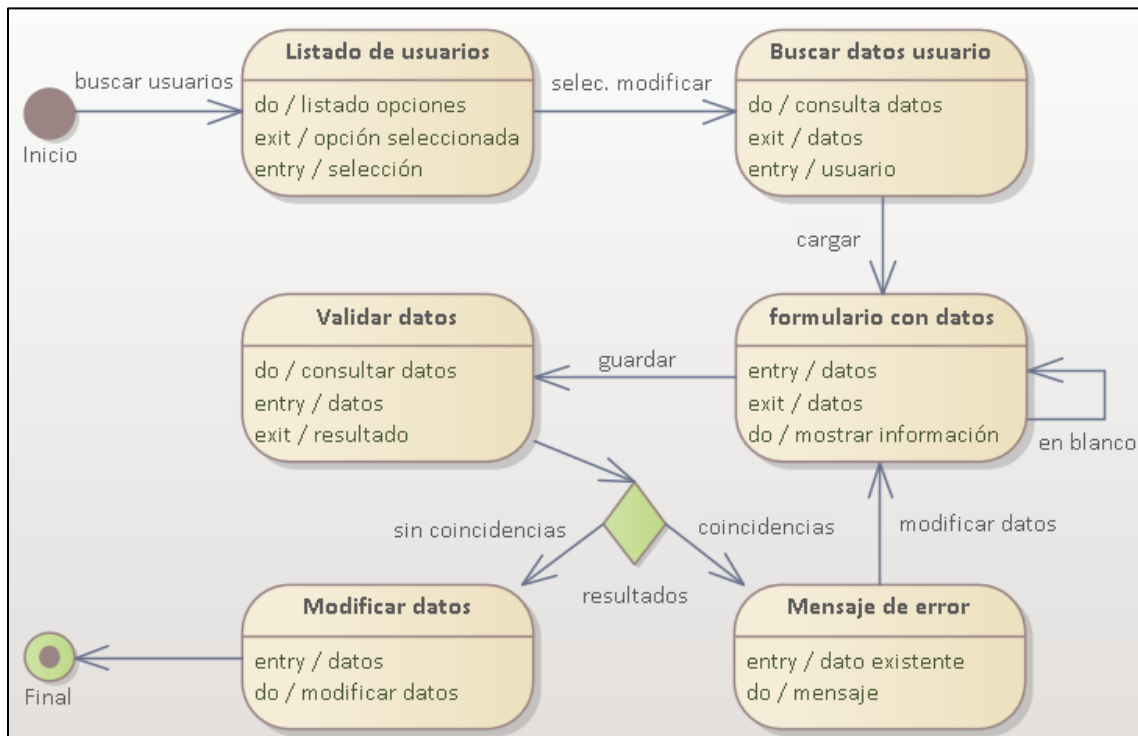 Listado de usuarios
do / listado opciones
exit / opción seleccionada
entry / selección
buscar usuarios
Inicio
selec. modificar
Buscar datos usuario
do / consulta datos
exit / datos
entry / usuario
cargar
formulario con datos
entry / datos
exit / datos
do / mostrar información
en blanco
guardar
Validar datos
do / consultar datos
entry / datos
exit / resultado
sin coincidencias
coincidencias
resultados
modificar datos
Modificar datos
entry / datos
do / modificar datos
Mensaje de error
entry / dato existente
do / mensaje
Final